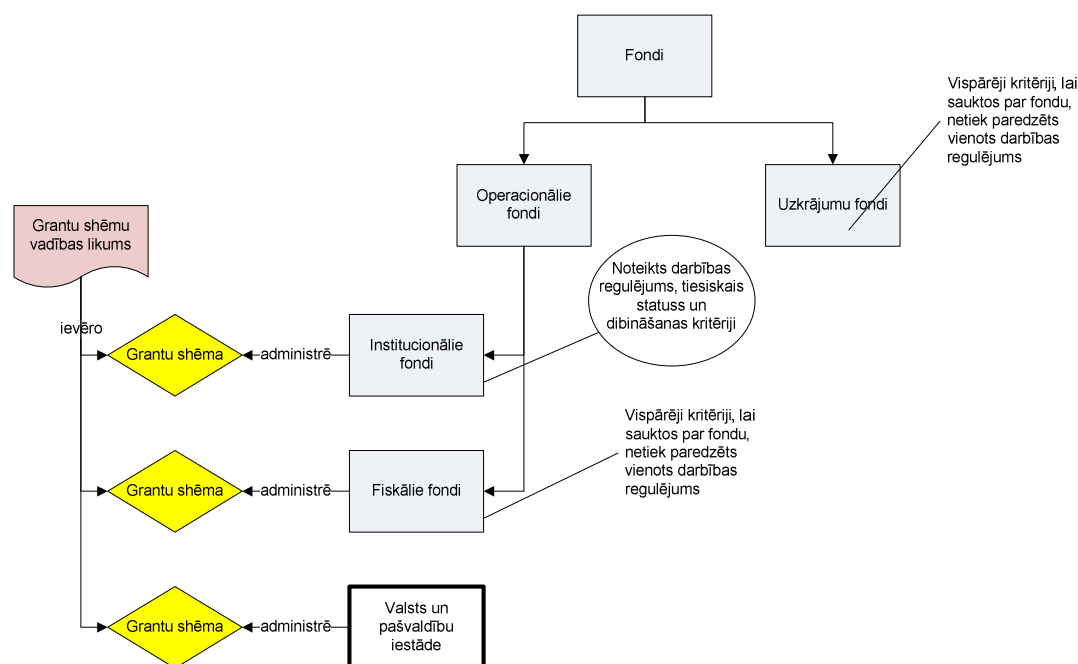 Fondi
Vispārēji kritēriji, lai
sauktos par fondu,
netiek paredzēts
vienots darbības
regulējums
Operacionālie
fondi
Uzkrājumu fondi
Grantu shēmu
vadības likums
Noteikts darbības
regulējums, tiesiskais
statuss un
dibināšanas kritēriji
ievēro
Grantu shēma
administrē
Institucionālie
fondi
Vispārēji kritēriji, lai
sauktos par fondu,
netiek paredzēts
vienots darbības
regulējums
Grantu shēma
administrē
Fiskālie fondi
Grantu shēma
administrē
Valsts un
pašvaldību
iestāde